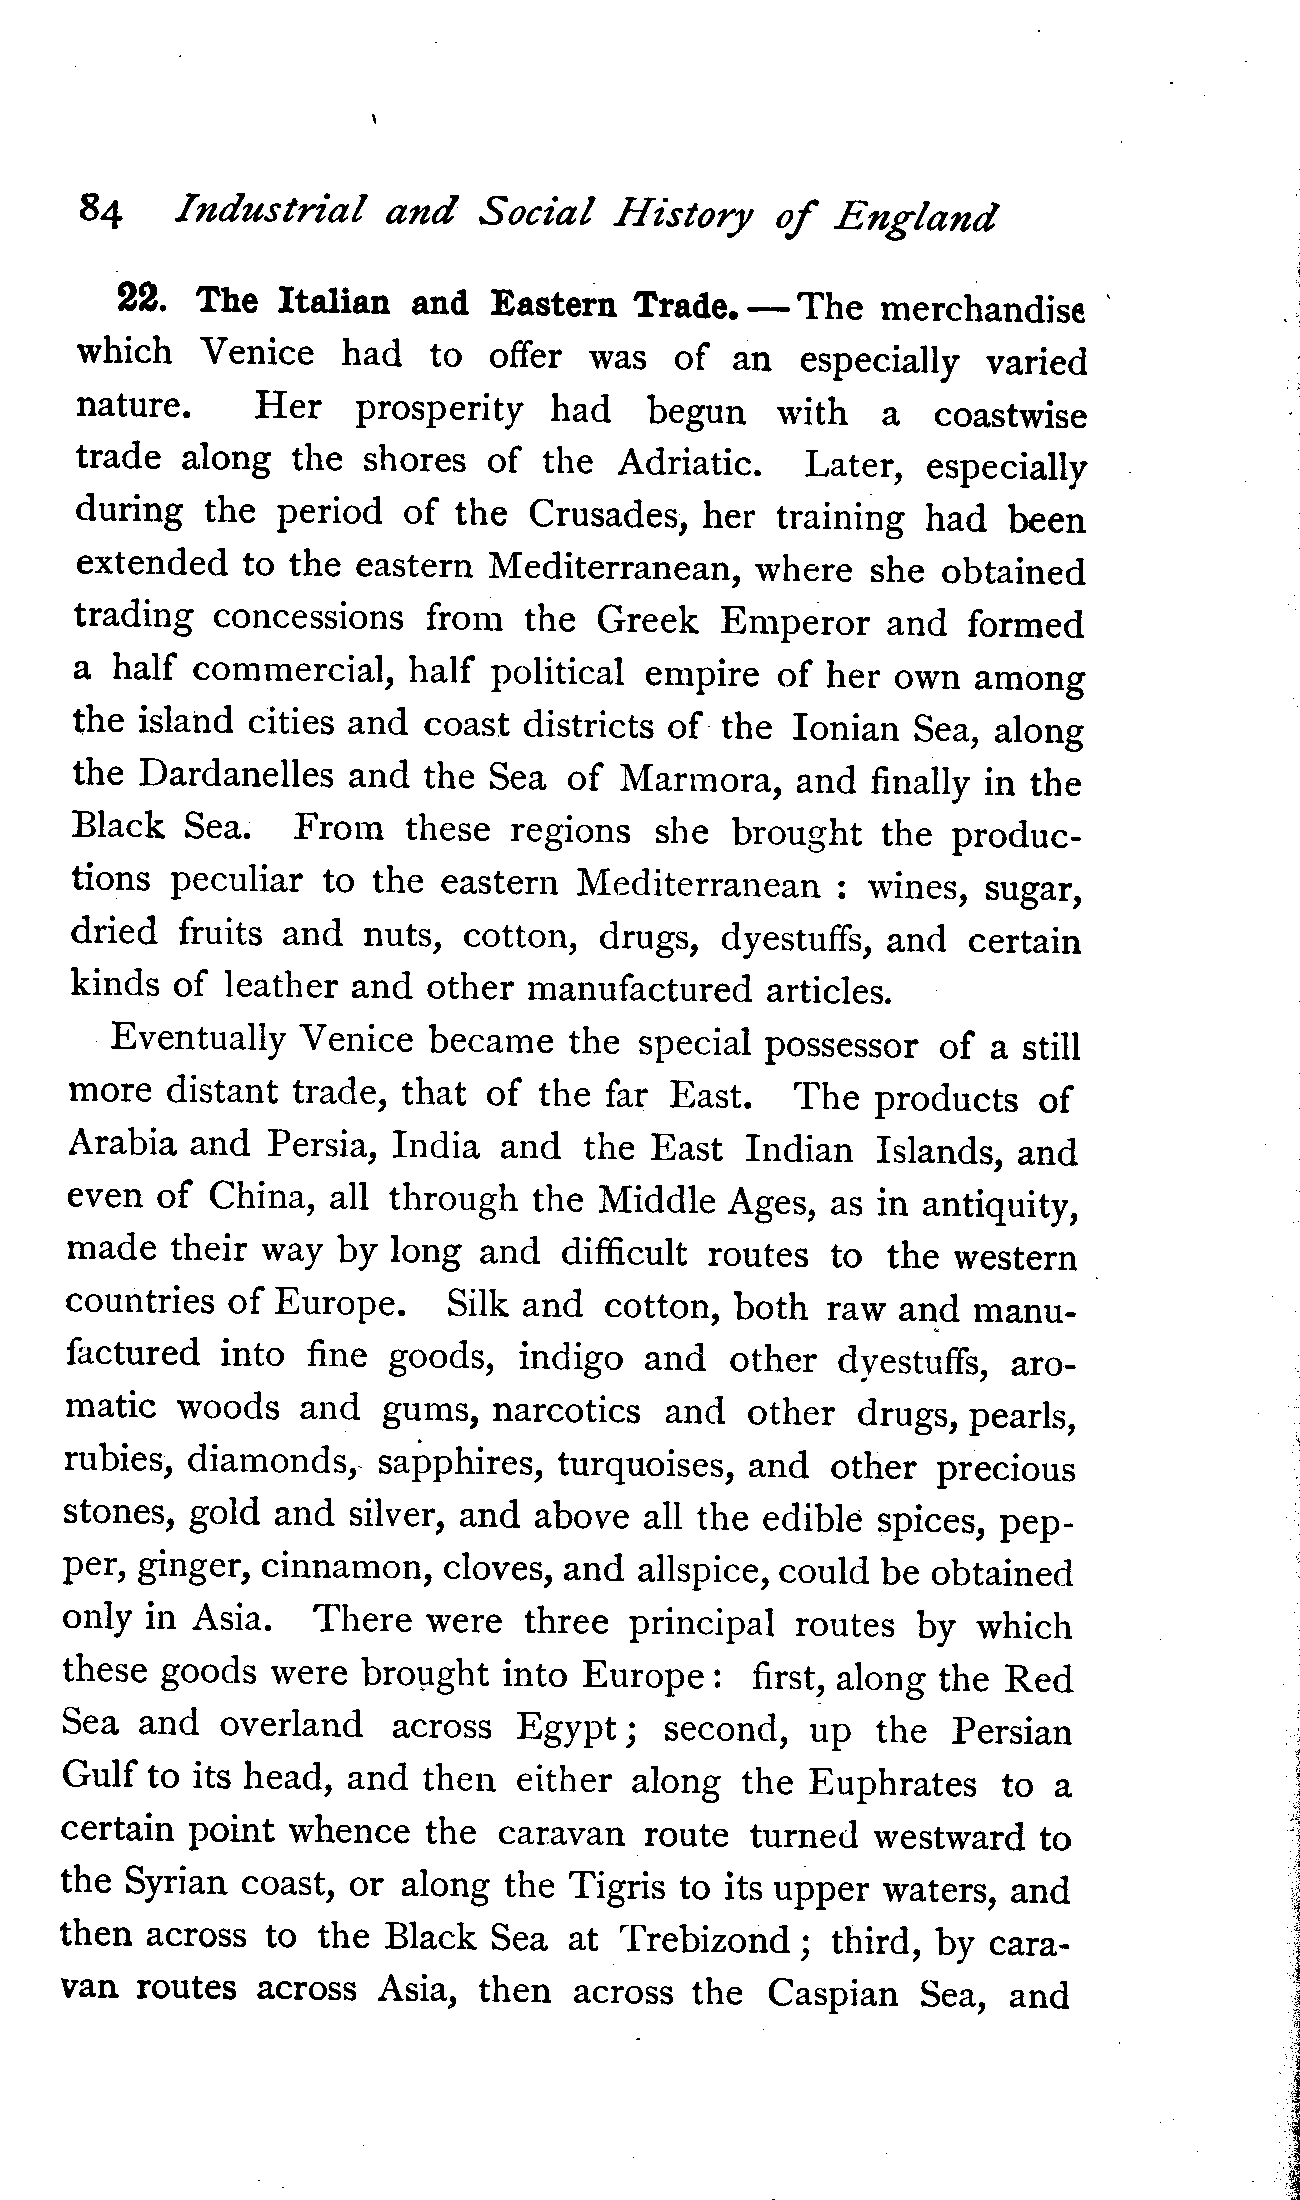 84 Industrial and Social History of England
22. The Italian and Eastern Trade. — The merchandise
which Venice had to offer was of an especially varied
nature. Her prosperity had begun with a coastwise
trade along the shores of the Adriatic. Later, especially
during the period of the Crusades, her training had been
extended to the eastern Mediterranean, where she obtained
trading concessions from the Greek Emperor and formed
a half commercial, half political empire of her own among
the island cities and coast districts of the Ionian Sea, along
the Dardanelles and the Sea of Marmora, and finally in the
Black Sea. From these regions she brought the produc-
tions peculiar to the eastern Mediterranean : wines, sugar,
dried fruits and nuts, cotton, drugs, dyestuffs, and certain
kinds of leather and other manufactured articles.
Eventually Venice became the special possessor of a still
more distant trade, that of the far East. The products of
Arabia and Persia, India and the East Indian Islands, and
even of China, all through the Middle Ages, as in antiquity,
made their way by long and difficult routes to the western
countries of Europe. Silk and cotton, both raw and manu-
factured into fine goods, indigo and other dyestuffs, aro-
matic woods and gums, narcotics and other drugs, pearls,
rubies, diamonds, sapphires, turquoises, and other precious
stones, gold and silver, and above all the edible spices, pep-
per, ginger, cinnamon, cloves, and allspice, could be obtained
only in Asia. There were three principal routes by which
these goods were brought into Europe : first, along the Red
Sea and overland across Egypt ; second, up the Persian
Gulf to its head, and then either along the Euphrates to a
certain point whence the caravan route turned westward to
the Syrian coast, or along the Tigris to its upper waters, and
then across to the Black Sea at Trebizond ; third, by cara-
van routes across Asia, then across the Caspian Sea, and